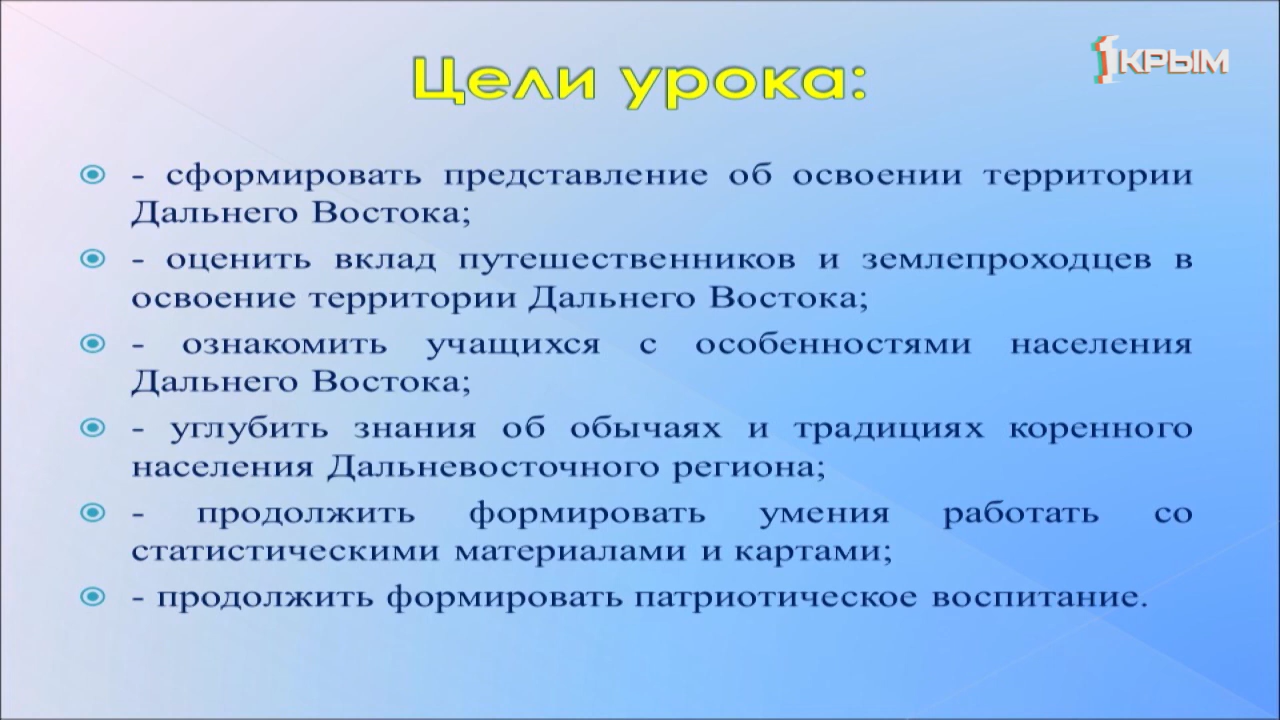 Цели урока:
1КРЫМ
- сформировать представление об освоении территории
Дальнего Востока;
- оценить вклад путешественников и землепроходцев в
освоение территории Дальнего Востока;
- ознакомить учащихся с особенностями населения
Дальнего Востока;
- углубить знания об обычаях и традициях коренного
населения Дальневосточного региона;
- продолжить формировать умения работать со
статистическими материалами и картами;
- продолжить формировать патриотическое воспитание.